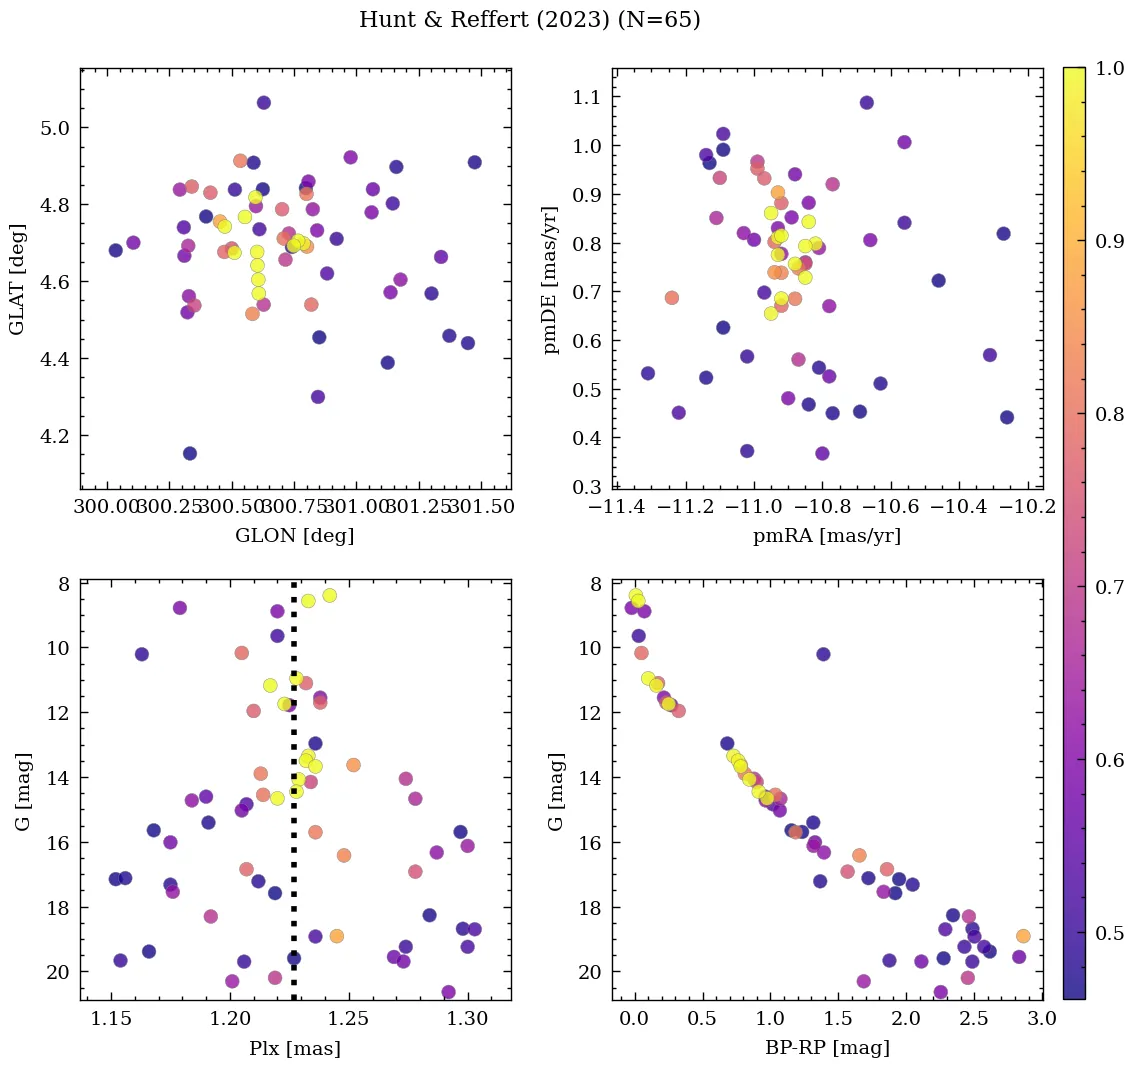 Hunt & Reffert (2023) (N=65)
5.0
4.8
4.6
4.4
4.2
GLAT [deg]
300.00 300.25 300.50 300.75 301.00 301.25 301.50
GLON [deg]
1.1
1.0
0.9
0.8
0.7
0.6
0.5
0.4
0.3
pmDE [mas/yr]
−11.4 −11.2 −11.0 −10.8 −10.6 −10.4 −10.2
pmRA [mas/yr]
1.0
0.9
0.8
0.7
0.6
0.5
8
10
12
14
16
18
20
G [mag]
1.15 1.20 1.25 1.30
Plx [mas]
8
10
12
14
16
18
20
G [mag]
0.0 0.5 1.0 1.5 2.0 2.5 3.0
BP-RP [mag]